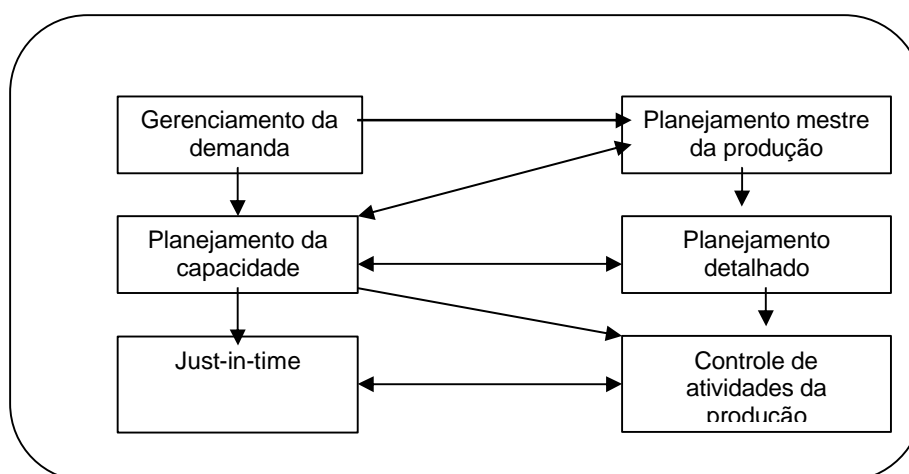 Gerenciamento da
demanda
Planejamento mestre
da produção
Planejamento da
capacidade
Planejamento
detalhado
Just-in-time
Controle de
atividades da
produção